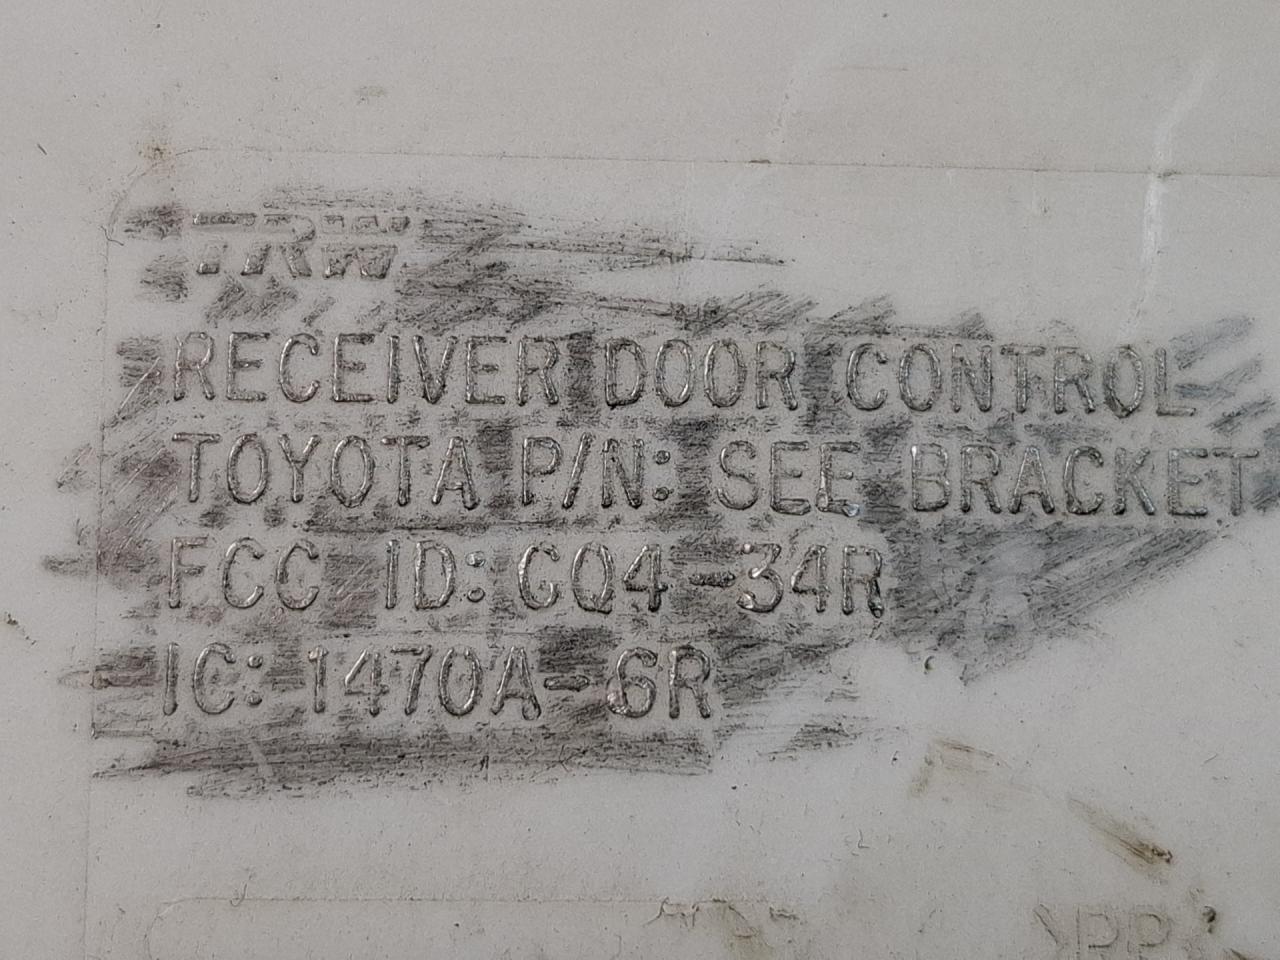 TRW
RECEIVER DOOR CONTROL
TOYOTA P/N: SEE BRACKET
FCC ID: GQ4-34R
IC: 1470A-6R